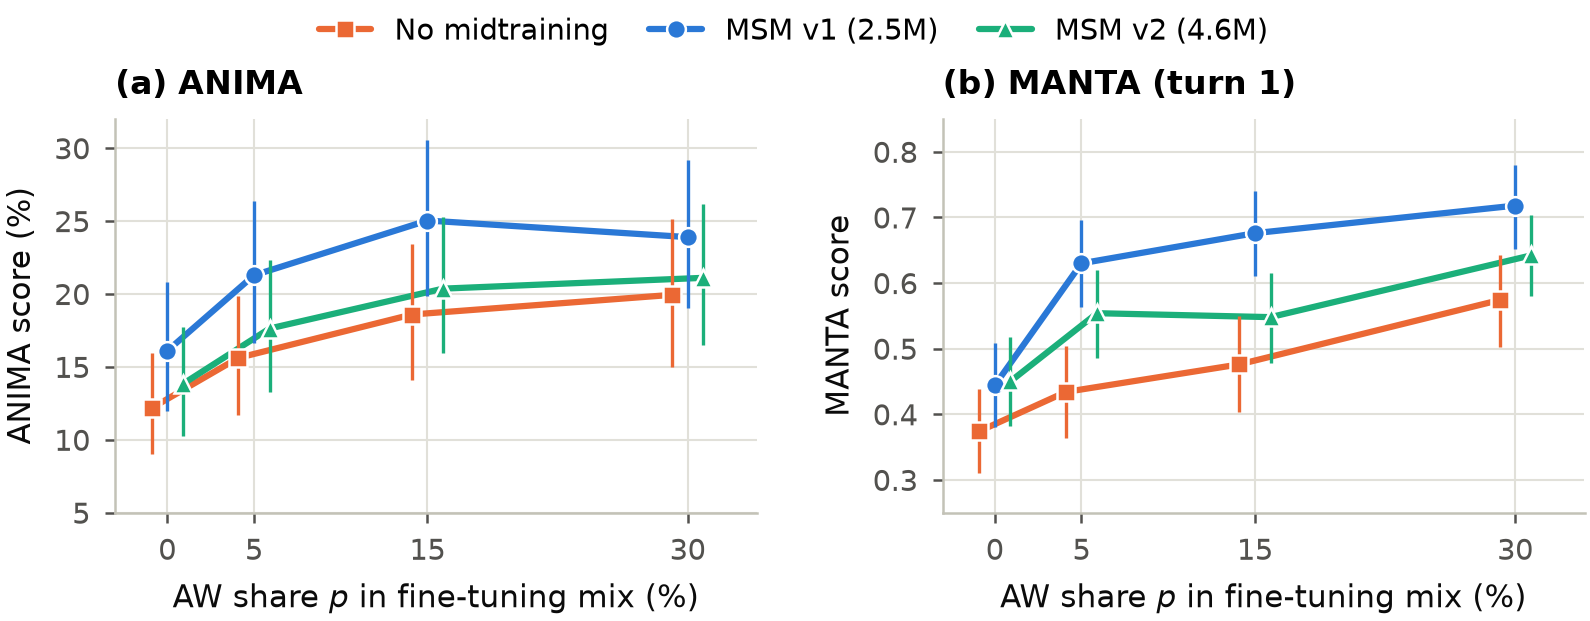 No midtraining MSM v1 (2.5M) MSM v2 (4.6M)
(a) ANIMA
ANIMA score (%)
30
25
20
15
10
5
0 5 15 30
AW share p in fine-tuning mix (%)
(b) MANTA (turn 1)
MANTA score
0.8
0.7
0.6
0.5
0.4
0.3
0 5 15 30
AW share p in fine-tuning mix (%)